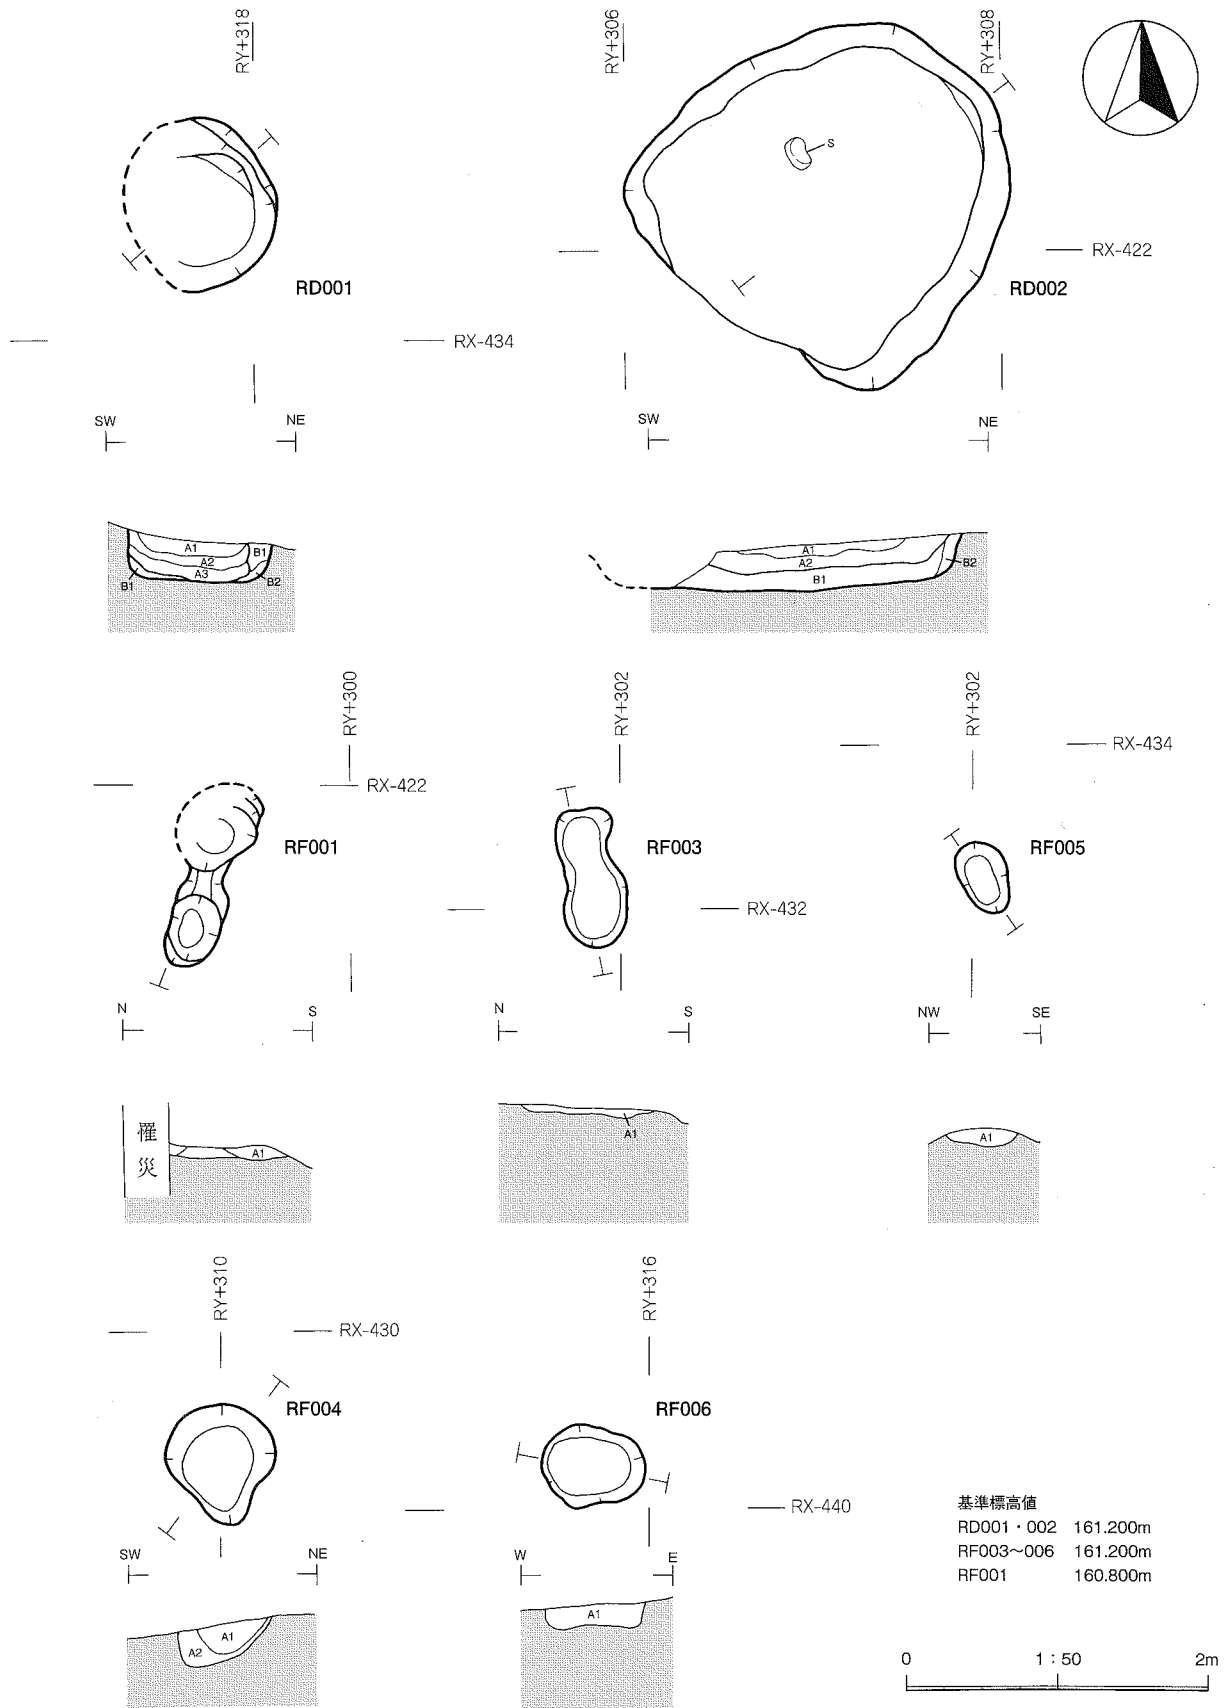 RY+318
RY+306
RY+308
S
RX-422
RD001
RD002
RX-434
SW
NE
SW
NE
A1
A2
A3
B1
B1
B2
A1
A2
B1
B2
RY+300
RY+302
RY+302
RX-434
RX-422
RF001
RF003
RF005
RX-432
N
S
N
S
NW
SE
罹災
A1
A1
A1
RY+310
RY+316
RX-430
RF004
RF006
RX-440
SW
NE
W
E
A1
A2
A1
基準標高値
RD001・002 161.200m
RF003~006 161.200m
RF001 160.800m
0 1:50 2m